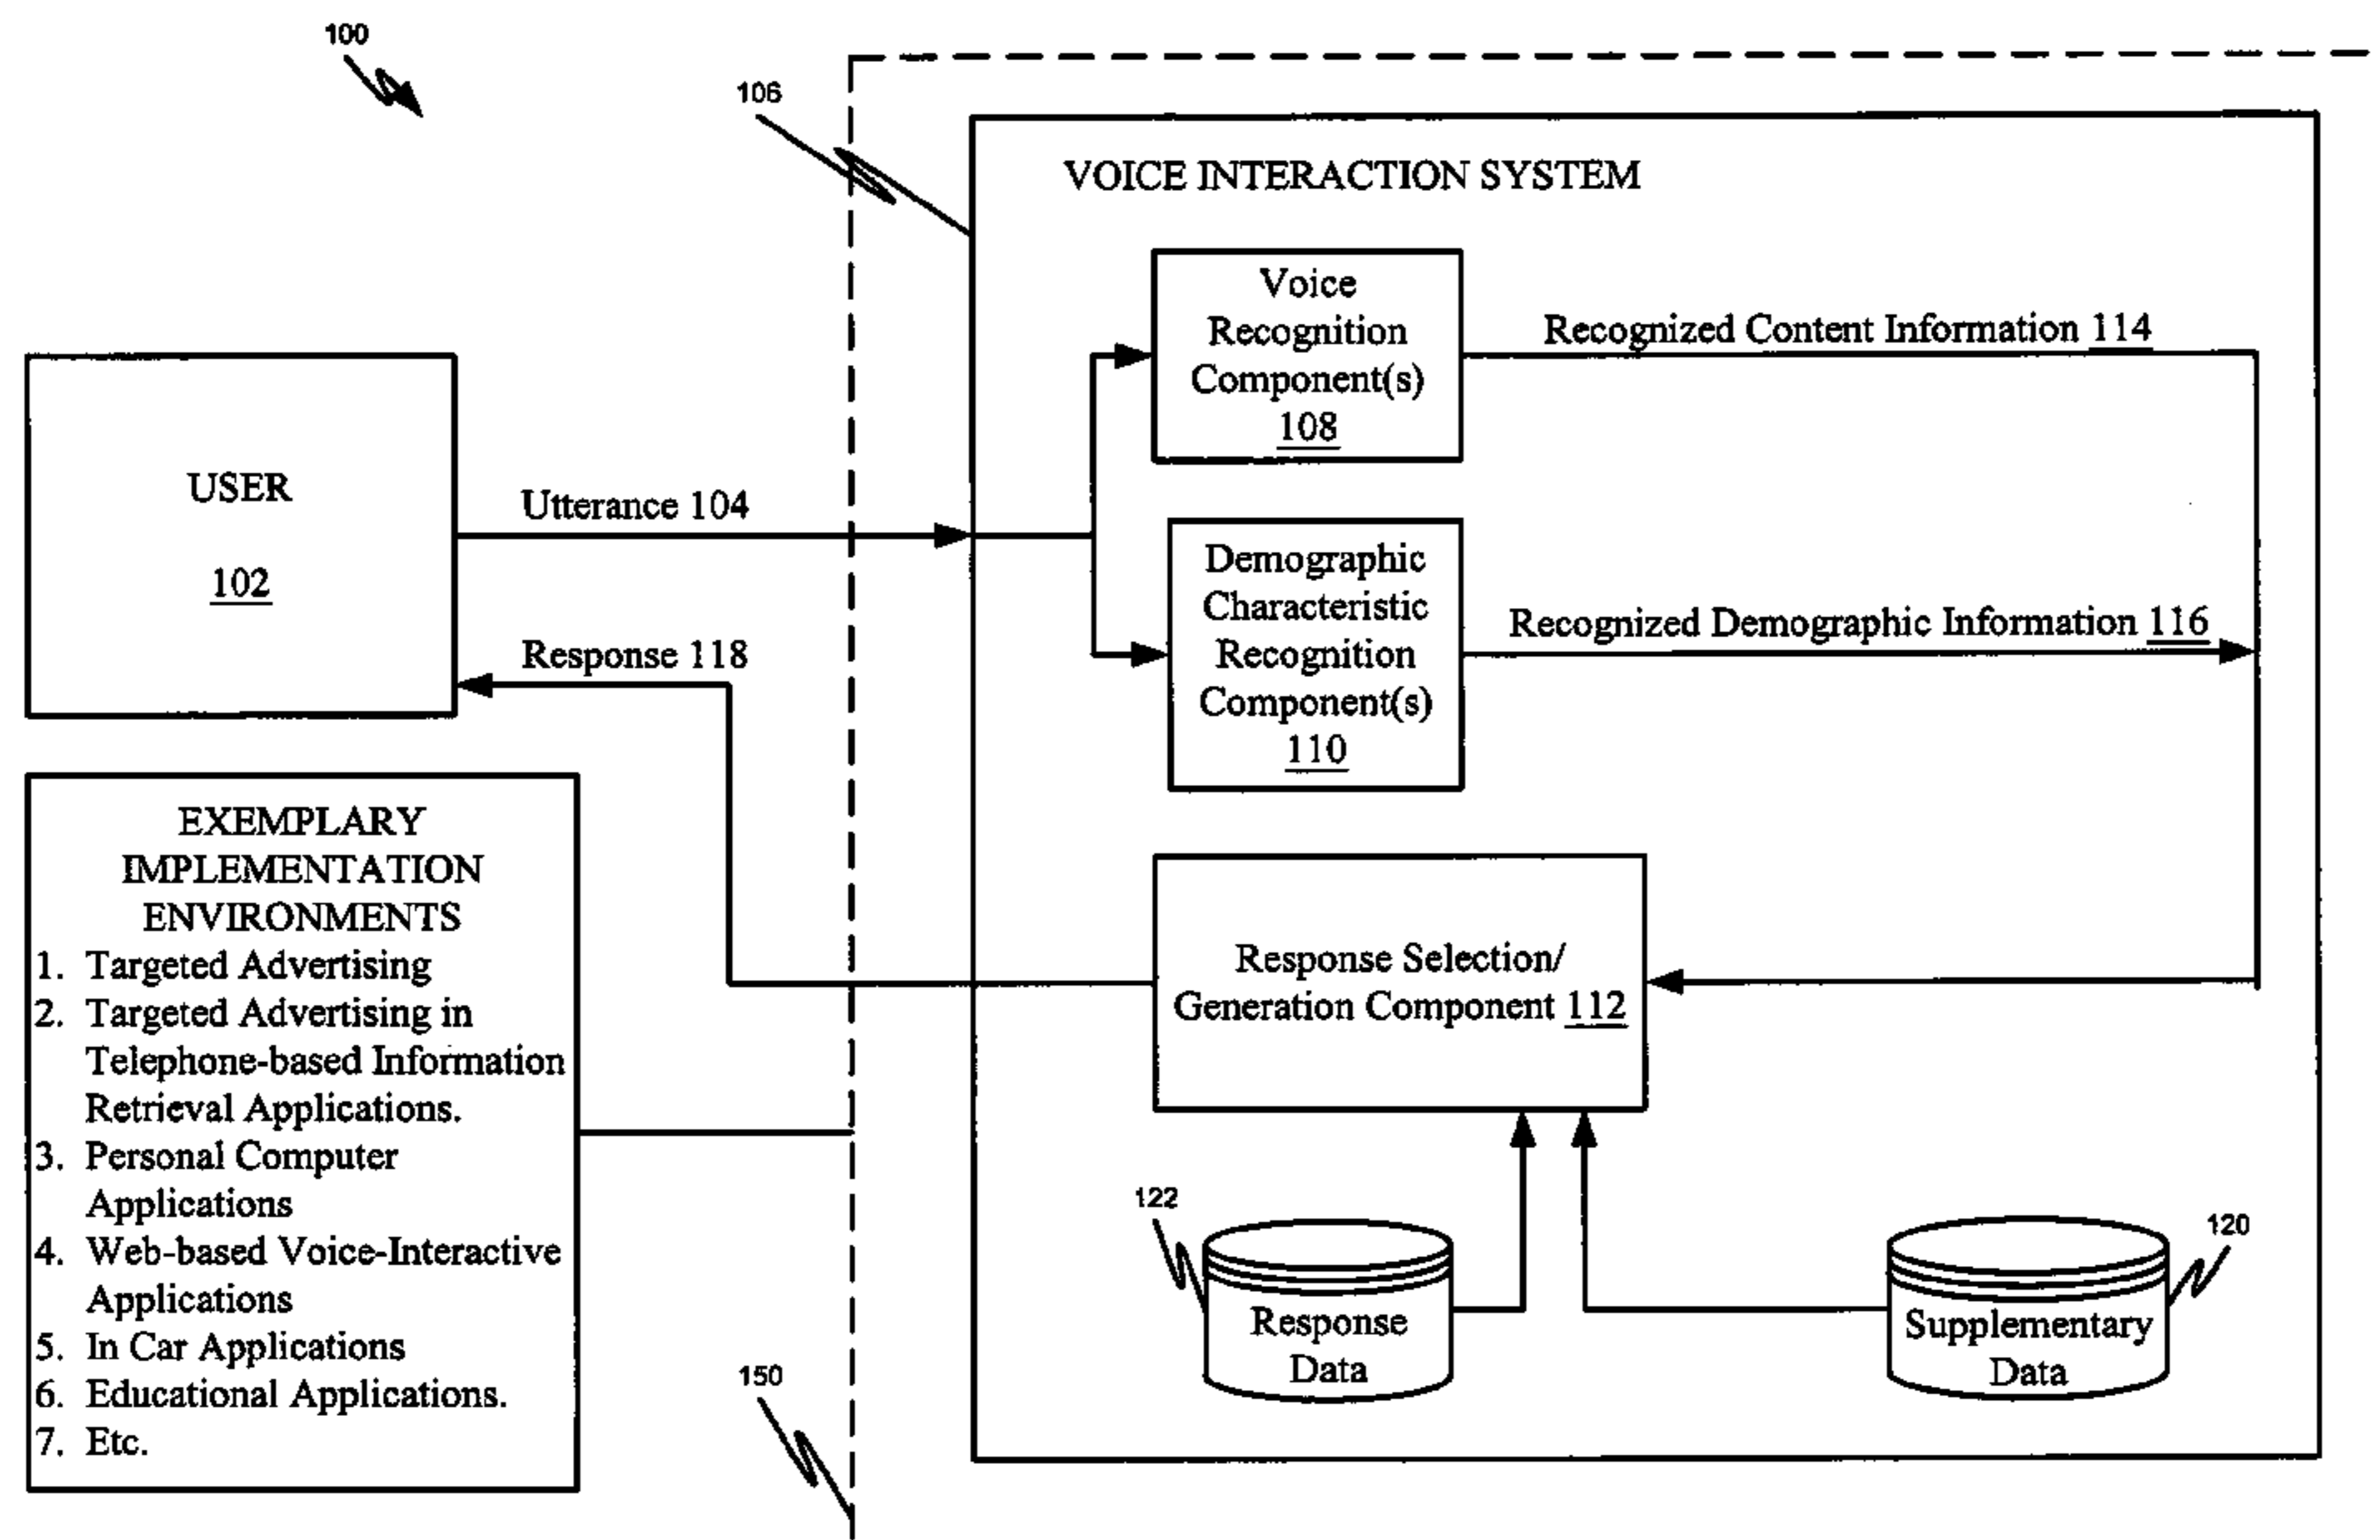 100
106
VOICE INTERACTION SYSTEM
Voice
Recognition
Component(s)
108
Recognized Content Information 114
USER
102
Utterance 104
Demographic
Characteristic
Recognition
Component(s)
110
Recognized Demographic Information 116
Response 118
EXEMPLARY
IMPLEMENTATION
ENVIRONMENTS
1. Targeted Advertising
2. Targeted Advertising in
Telephone-based Information
Retrieval Applications.
3. Personal Computer
Applications
4. Web-based Voice-Interactive
Applications
5. In Car Applications
6. Educational Applications.
7. Etc.
Response Selection/
Generation Component 112
122
Response
Data
120
Supplementary
Data
150